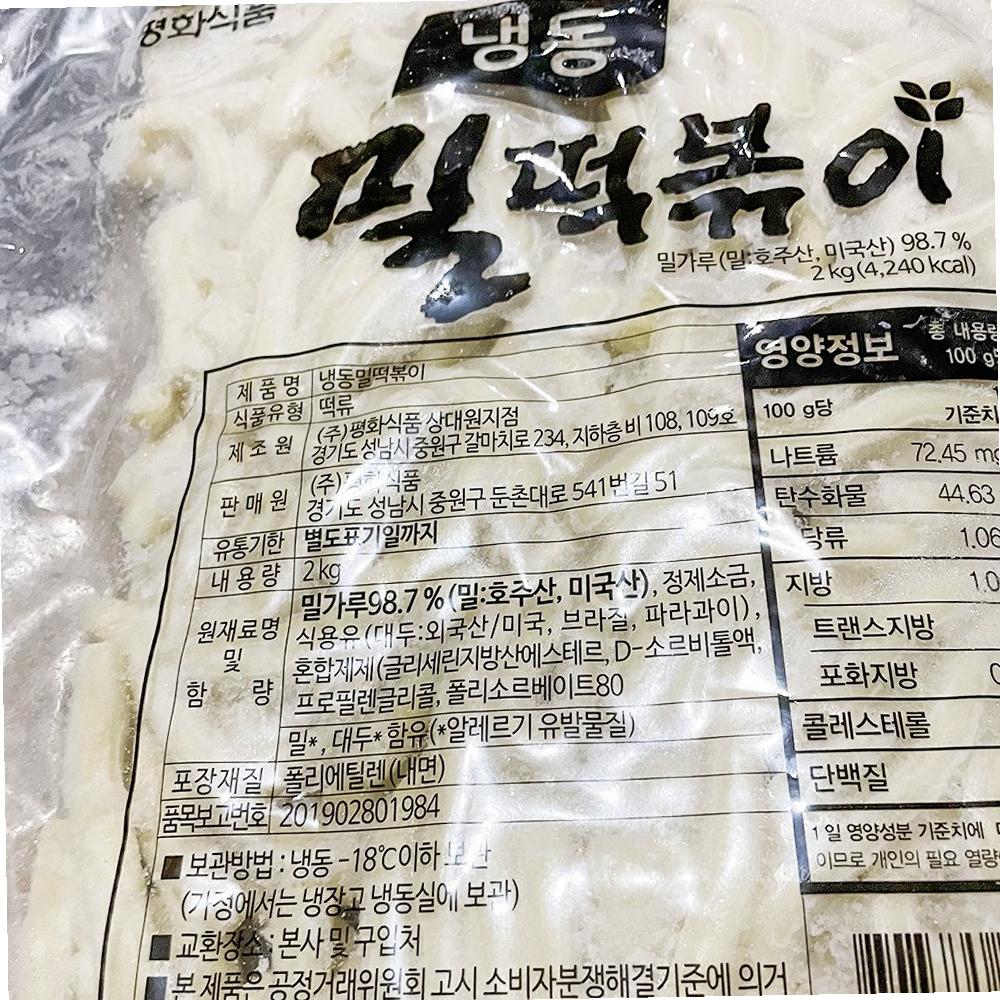 평화식품
냉동
밀떡볶이
밀가루(밀:호주산, 미국산) 98.7 %
2 kg(4,240 kcal)
제 품 명 냉동밀떡볶이
식품유형 떡류
제 조 원 (주)평화식품 상대원지점
경기도 성남시 중원구 갈마치로 234, 지하층 비 108, 109호
판 매 원 (주)평화식품
경기도 성남시 중원구 둔촌대로 541번길 51
유통기한 별도표기일까지
내 용 량 2 kg
원재료명 및 함 량 밀가루98.7 % (밀:호주산, 미국산), 정제소금,
식용유(대두:외국산/미국, 브라질, 파라과이),
혼합제제(글리세린지방산에스테르, D-소르비톨액,
프로필렌글리콜, 폴리소르베이트80
밀*, 대두* 함유(*알레르기 유발물질)
포장재질 폴리에틸렌(내면)
품목보고번호 201902801984
■ 보관방법 : 냉동 -18℃이하 보관
(가정에서는 냉장고 냉동실에 보관)
■ 교환장소 : 본사 및 구입처
■ 본 제품은 공정거래위원회 고시 소비자분쟁해결기준에 의거
영양정보
총 내용량
100 g
100 g당 기준치
나트륨 72.45 mg
탄수화물 44.63
당류 1.06
지방 1.0
트랜스지방
포화지방
콜레스테롤
단백질
1 일 영양성분 기준치에
이므로 개인의 필요 열량